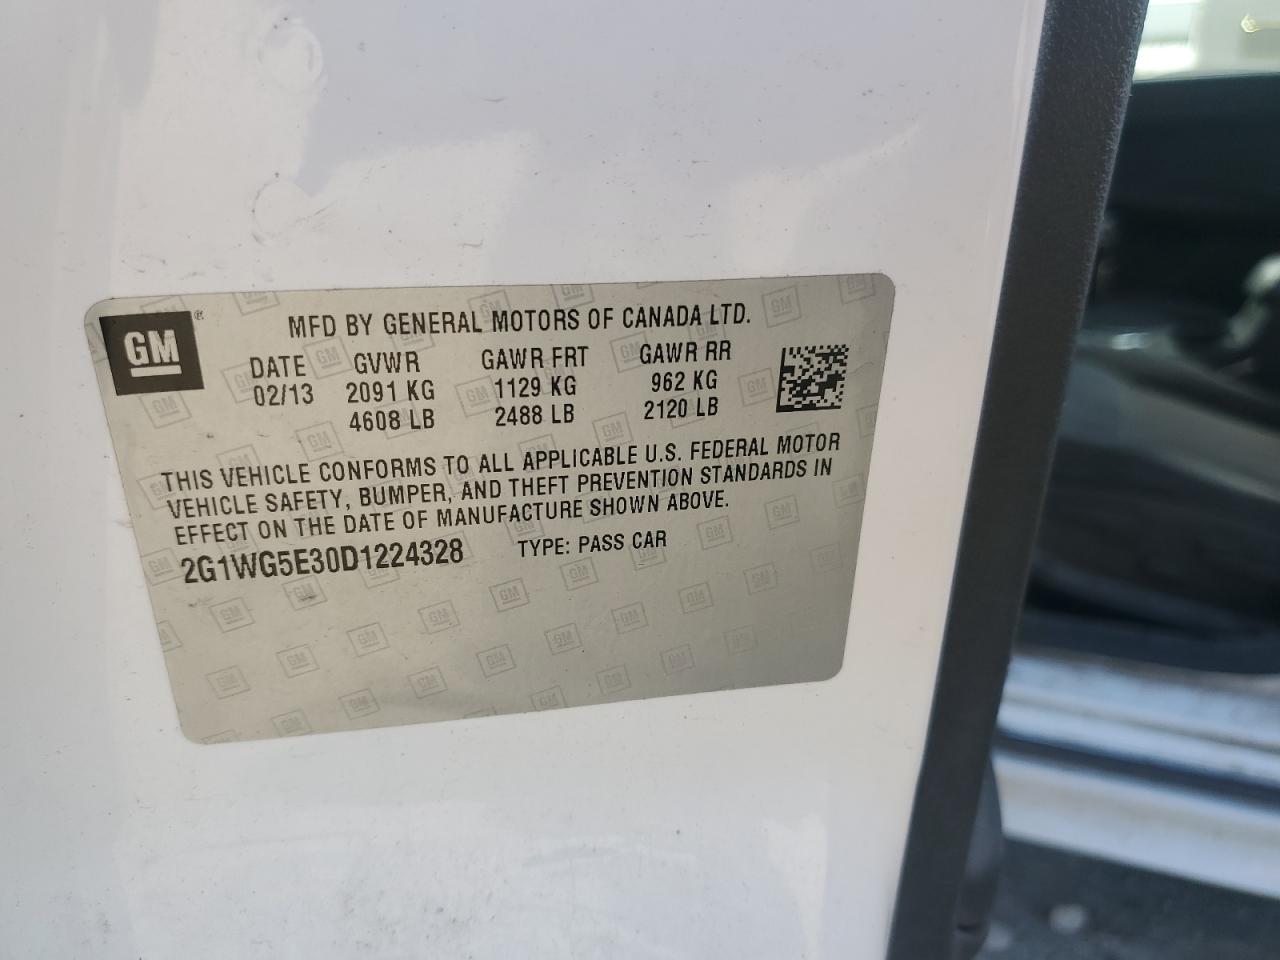 GM®
MFD BY GENERAL MOTORS OF CANADA LTD.
DATE GVWR GAWR FRT GAWR RR
02/13 2091 KG 1129 KG 962 KG
4608 LB 2488 LB 2120 LB
THIS VEHICLE CONFORMS TO ALL APPLICABLE U.S. FEDERAL MOTOR
VEHICLE SAFETY, BUMPER, AND THEFT PREVENTION STANDARDS IN
EFFECT ON THE DATE OF MANUFACTURE SHOWN ABOVE.
2G1WG5E30D1224328 TYPE: PASS CAR